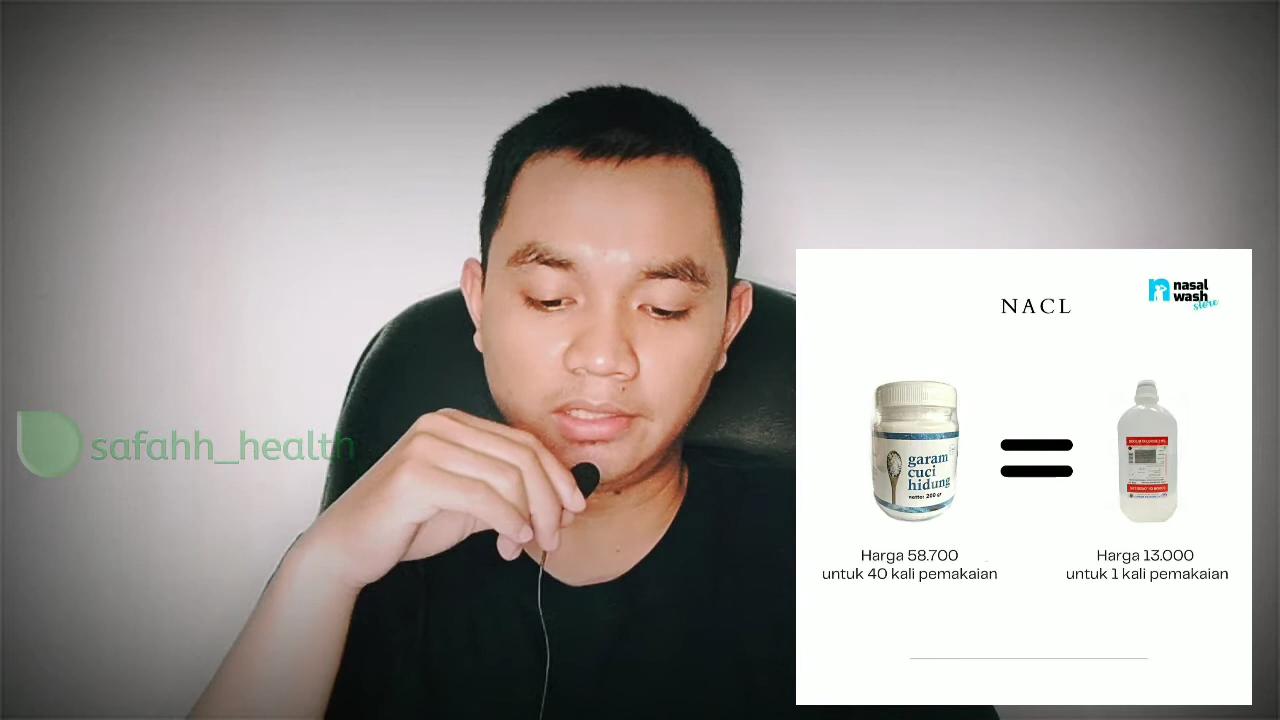 safahh_health
NACL
nasal
wash
store
garam
cuci
hidung
netto: 200 gr
Harga 58.700
untuk 40 kali pemakaian
Harga 13.000
untuk 1 kali pemakaian